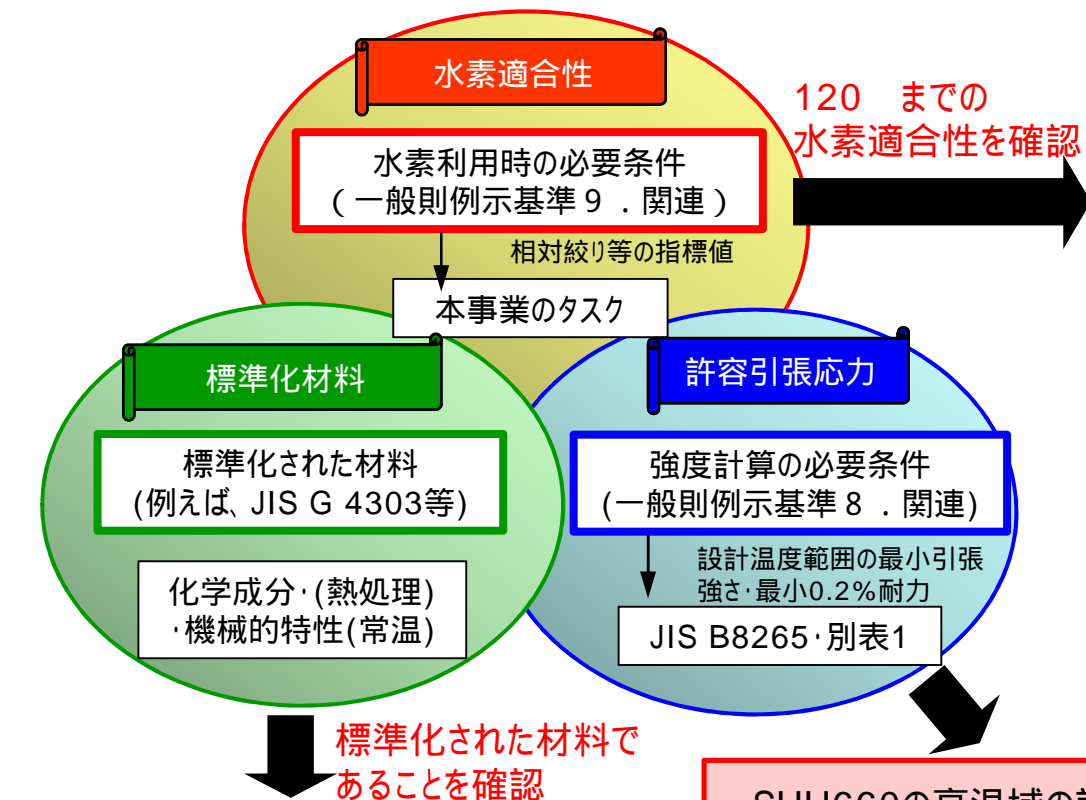 水素適合性
120　までの
水素適合性を確認
水素利用時の必要条件
(一般則例示基準９．関連)
相対絞り等の指標値
本事業のタスク
標準化材料
許容引張応力
標準化された材料
(例えば、JIS G 4303等)
強度計算の必要条件
(一般則例示基準８．関連)
設計温度範囲の最小引張
強さ･最小0.2%耐力
化学成分･(熱処理)
･機械的特性(常温)
JIS B8265･別表1
標準化された材料で
あることを確認